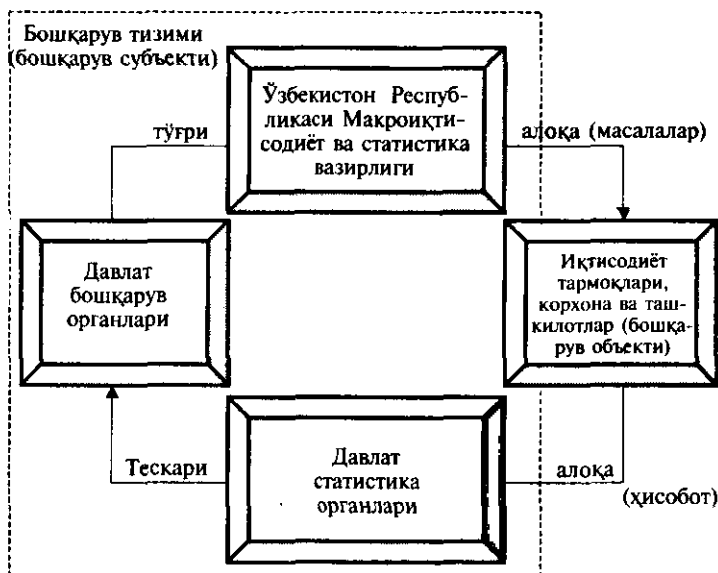 Бошқарув тизими
(бошқарув субъекти)
Ўзбекистон Респуб-
ликаси Макроиқти-
содиёт ва статистика
вазирлиги
тўғри
алоқа (масалалар)
Давлат
бошқарув
органлари
Иқтисодиёт
тармоқлари,
корхона ва таш-
килотлар (бошқа-
рув объекти)
Тескари
Давлат
статистика
органлари
алоқа
(ҳисобот)